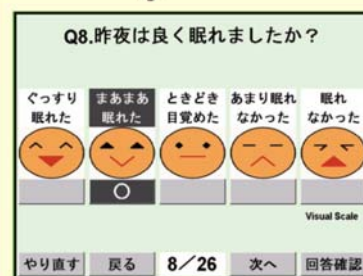 Q8.昨夜は良く眠れましたか？
ぐっすり
眠れた
まあまあ
眠れた
ときどき
目覚めた
あまり眠れ
なかった
眠れ
なかった
○
Visual Scale
やり直す 戻る 8/26 次へ 回答確認